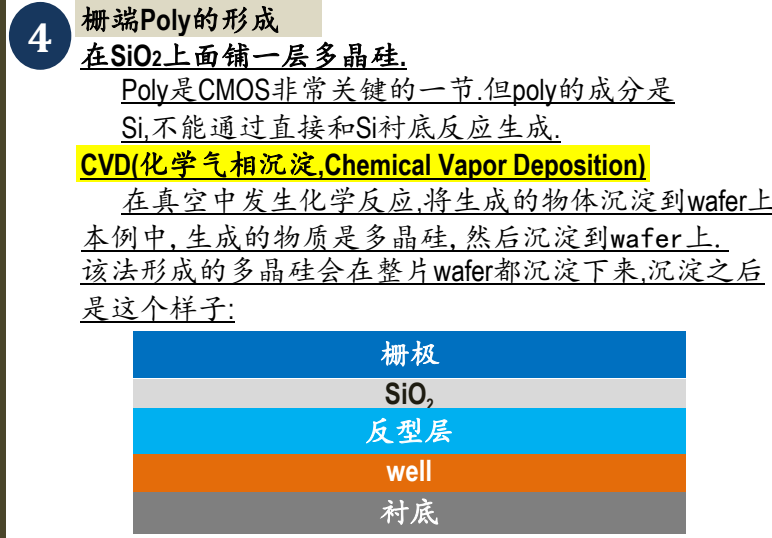 4
栅端Poly的形成
在SiO₂上面铺一层多晶硅.
Poly是CMOS非常关键的一节.但poly的成分是
Si,不能通过直接和Si衬底反应生成.
CVD(化学气相沉淀,Chemical Vapor Deposition)
在真空中发生化学反应,将生成的物体沉淀到wafer上
本例中,生成的物质是多晶硅,然后沉淀到wafer上.
该法形成的多晶硅会在整片wafer都沉淀下来,沉淀之后
是这个样子:
栅极
SiO₂
反型层
well
衬底